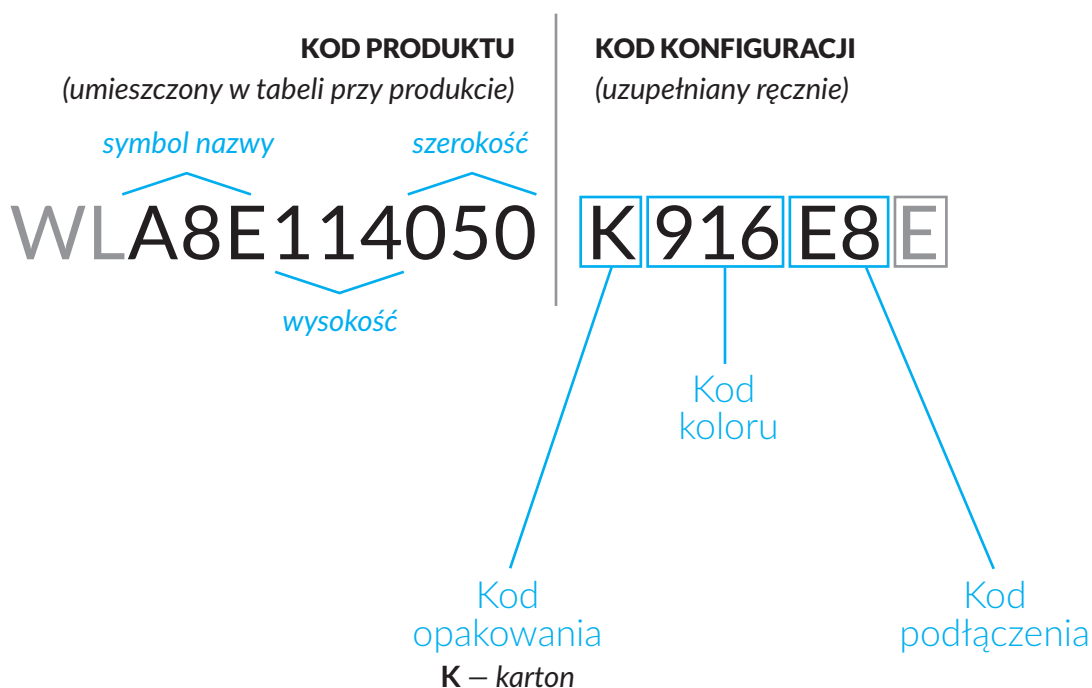 KOD PRODUKTU
(umieszczony w tabeli przy produkcie)
KOD KONFIGURACJI
(uzupełniany ręcznie)
symbol nazwy
szerokość
WLA8E114050
K 916 E8 E
wysokość
Kod
koloru
Kod
opakowania
K – karton
Kod
podłączenia